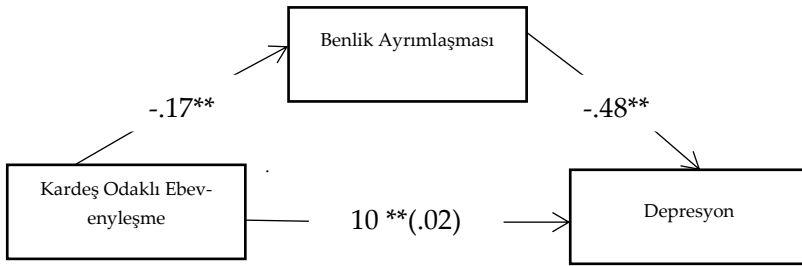 Benlik Ayrımlaşması
-.17**
-.48**
Kardeş Odaklı Ebev-
enyleşme
10 **(.02)
Depresyon